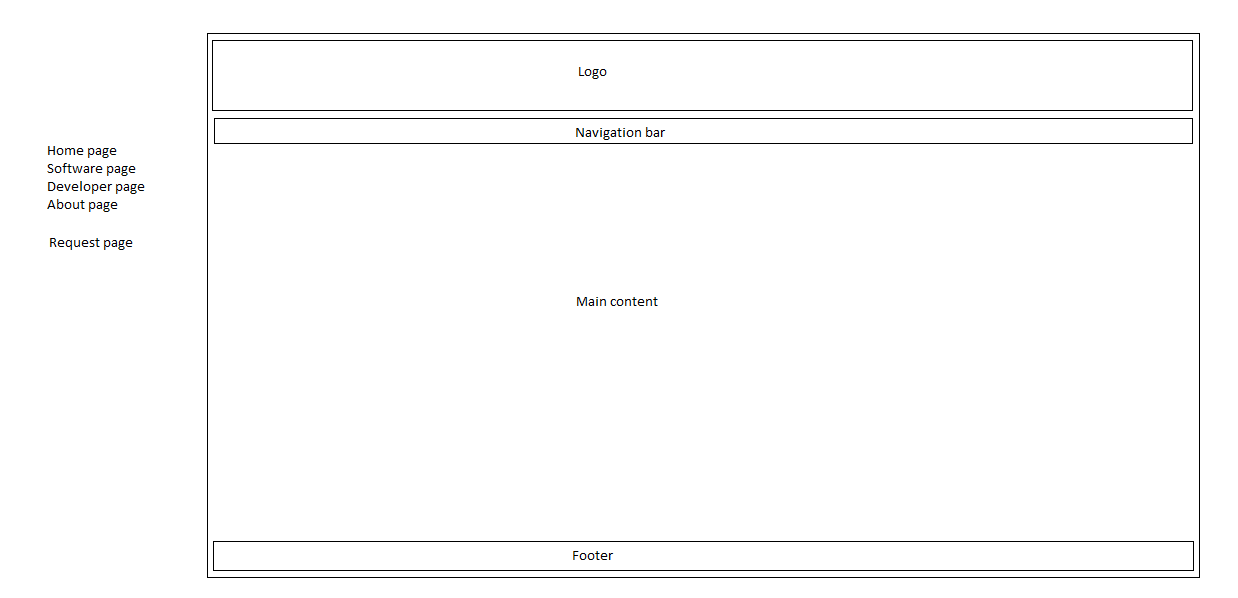 Logo
Navigation bar
Home page
Software page
Developer page
About page
Request page
Main content
Footer